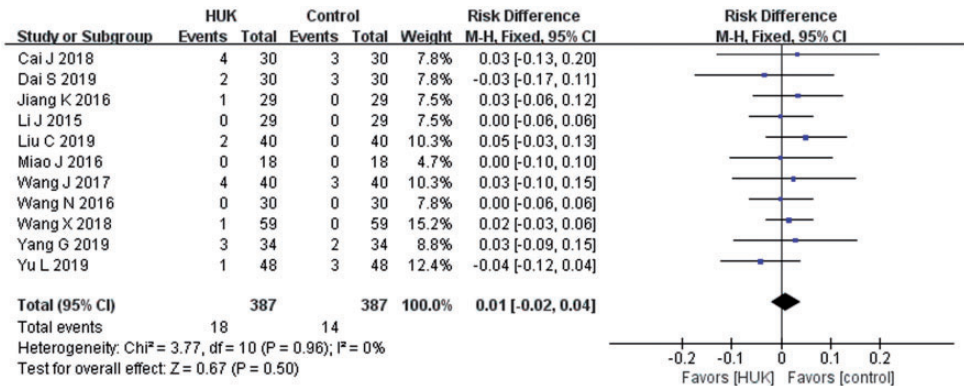 HUK Control Risk Difference Risk Difference
Study or Subgroup Events Total Events Total Weight M-H, Fixed, 95% CI M-H, Fixed, 95% CI
Cai J 2018 4 30 3 30 7.8% 0.03 [-0.13, 0.20]
Dai S 2019 2 30 3 30 7.8% -0.03 [-0.17, 0.11]
Jiang K 2016 1 29 0 29 7.5% 0.03 [-0.06, 0.12]
Li J 2015 0 29 0 29 7.5% 0.00 [-0.06, 0.06]
Liu C 2019 2 40 0 40 10.3% 0.05 [-0.03, 0.13]
Miao J 2016 0 18 0 18 4.7% 0.00 [-0.10, 0.10]
Wang J 2017 4 40 3 40 10.3% 0.03 [-0.10, 0.15]
Wang N 2016 0 30 0 30 7.8% 0.00 [-0.06, 0.06]
Wang X 2018 1 59 0 59 15.2% 0.02 [-0.03, 0.06]
Yang G 2019 3 34 2 34 8.8% 0.03 [-0.09, 0.15]
Yu L 2019 1 48 3 48 12.4% -0.04 [-0.12, 0.04]
Total (95% CI) 387 387 100.0% 0.01 [-0.02, 0.04]
Total events 18 14
Heterogeneity: Chi² = 3.77, df = 10 (P = 0.96); I² = 0%
Test for overall effect: Z = 0.67 (P = 0.50)
-0.2 -0.1 0 0.1 0.2
Favors [HUK] Favors [control]